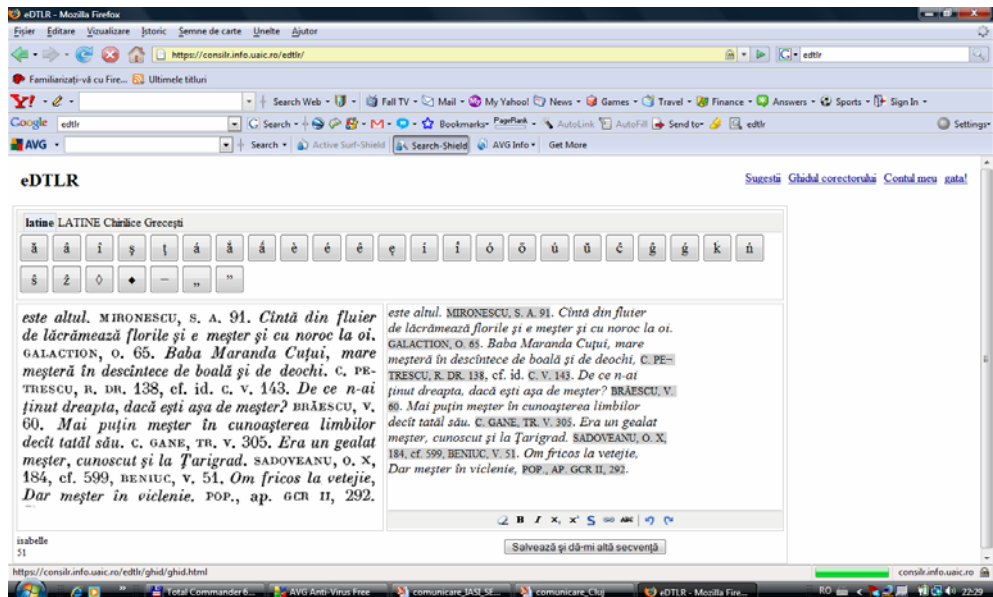 eDTLR - Mozilla Firefox
Fișier Editare Vizualizare Istoric Semne de carte Unelte Ajutor
https://consilr.info.uaic.ro/edtlr/ edtlr
Familiarizați-vă cu Fire... Ultimele titluri
Y! Search Web Fall TV Mail My Yahoo! News Games Travel Finance Answers Sports Sign In
Google edtlr Search Bookmarks PageRank AutoLink AutoFill Send to edtlr Settings
AVG Search Active Surf-Shield Search-Shield AVG Info Get More
eDTLR
Sugestii Ghidul corectorului Contul meu gata!
latine LATINE Chirilice Grecești
ă â î ș ț á ắ ấ è é ê ę í î́ ó õ ú ŭ ĉ ĝ ǵ ḱ ń
ŝ ẑ ◊ ♦ — „ ”
este altul. MIRONESCU, S. A. 91. Cîntă din fluier
de lăcrămează florile și e meșter și cu noroc la oi.
GALACTION, O. 65. Baba Maranda Cuțui, mare
meșteră în descîntece de boală și de deochi. C. PE-
TRESCU, R. DR. 138, cf. id. C. V. 143. De ce n-ai
ținut dreapta, dacă ești așa de meșter? BRĂESCU, V.
60. Mai puțin meșter în cunoașterea limbilor
decît tatăl său. C. GANE, TR. V. 305. Era un gealat
meșter, cunoscut și la Țarigrad. SADOVEANU, O. X,
184, cf. 599, BENIUC, V. 51. Om fricos la vetejie,
Dar meșter în viclenie. POP., ap. GCR II, 292.
este altul. MIRONESCU, S. A. 91. Cîntă din fluier
de lăcrămează florile și e meșter și cu noroc la oi.
GALACTION, O. 65. Baba Maranda Cuțui, mare
meșteră în descîntece de boală și de deochi, C. PE-
TRESCU, R. DR. 138, cf. id. C. V. 143. De ce n-ai
ținut dreapta, dacă ești așa de meșter? BRĂESCU, V.
60. Mai puțin meșter în cunoașterea limbilor
decît tatăl său. C. GANE, TR. V. 305. Era un gealat
meșter, cunoscut și la Țarigrad. SADOVEANU, O. X,
184, cf. 599, BENIUC, V. 51. Om fricos la vetejie,
Dar meșter în viclenie, POP., AP. GCR II, 292.
B I X₂ X² S ABC
isabelle
51
Salvează și dă-mi altă secvență
https://consilr.info.uaic.ro/edtlr/ghid/ghid.html consilr.info.uaic.ro
Total Commander 6... AVG Anti-Virus Free comunicare_IASI_SE... comunicare_Cluj eDTLR - Mozilla Fire... RO 22:29